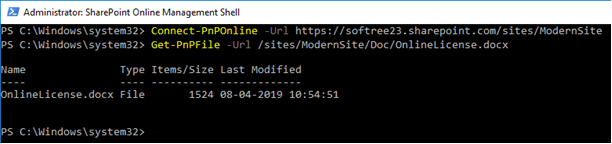 Administrator: SharePoint Online Management Shell
PS C:\Windows\system32> Connect-PnPOnline -Url https://softree23.sharepoint.com/sites/ModernSite
PS C:\Windows\system32> Get-PnPFile -Url /sites/ModernSite/Doc/OnlineLicense.docx
Name Type Items/Size Last Modified
---- ---- ---------- -------------
OnlineLicense.docx File 1524 08-04-2019 10:54:51
PS C:\Windows\system32>